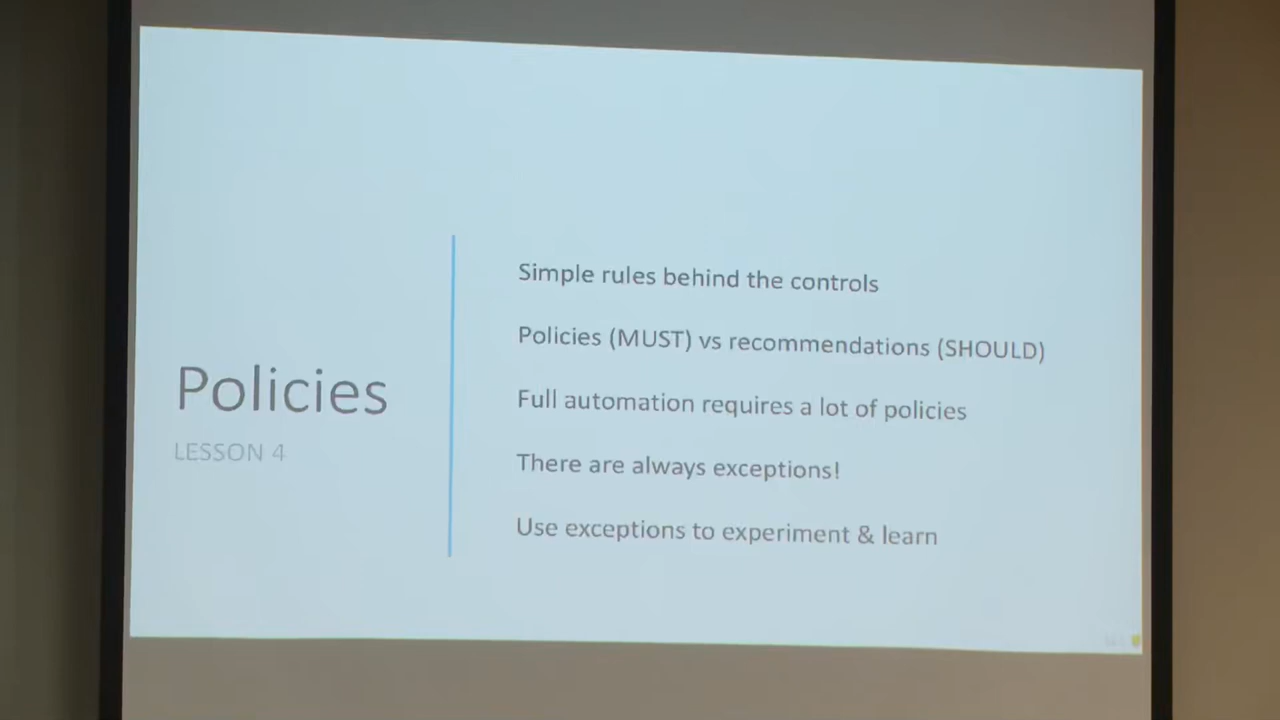 Policies
LESSON 4
Simple rules behind the controls
Policies (MUST) vs recommendations (SHOULD)
Full automation requires a lot of policies
There are always exceptions!
Use exceptions to experiment & learn